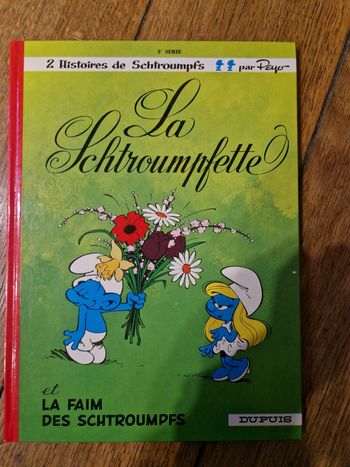 3e SERIE
2 Histoires de Schtroumpfs par Peyo
La
Schtroumpfette
et
LA FAIM
DES SCHTROUMPFS
DUPUIS